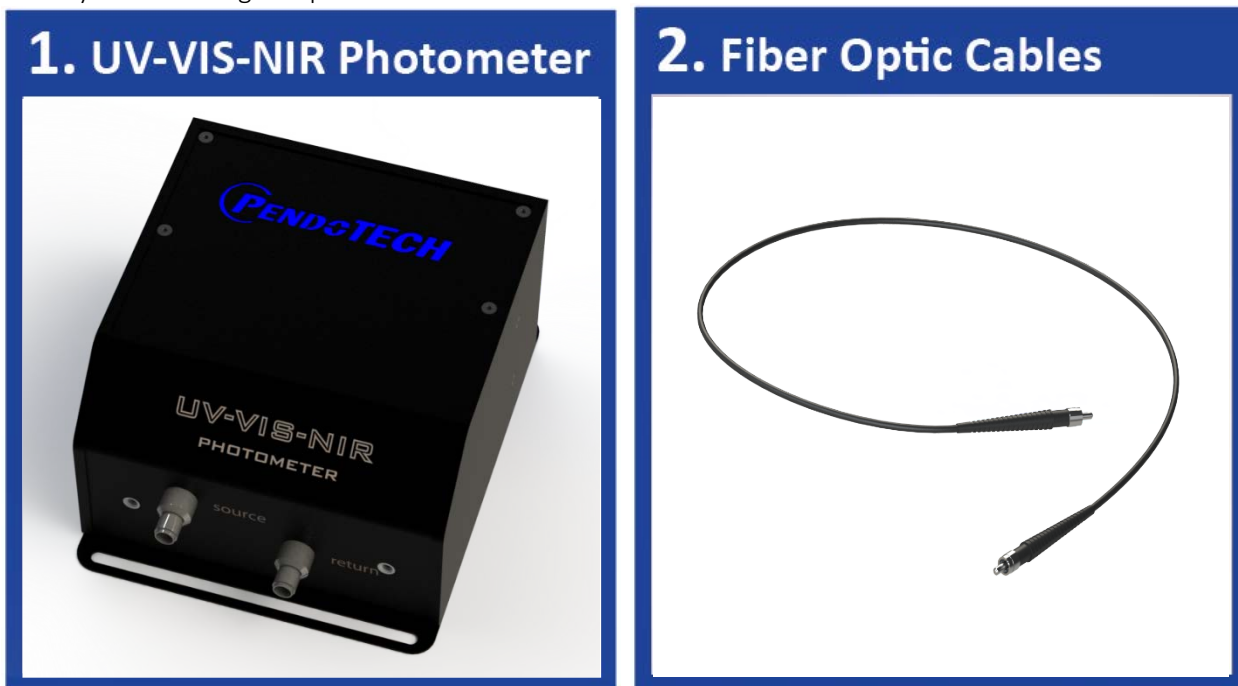 1. UV-VIS-NIR Photometer
2. Fiber Optic Cables
PENDOTECH
UV-VIS-NIR
PHOTOMETER
source
return